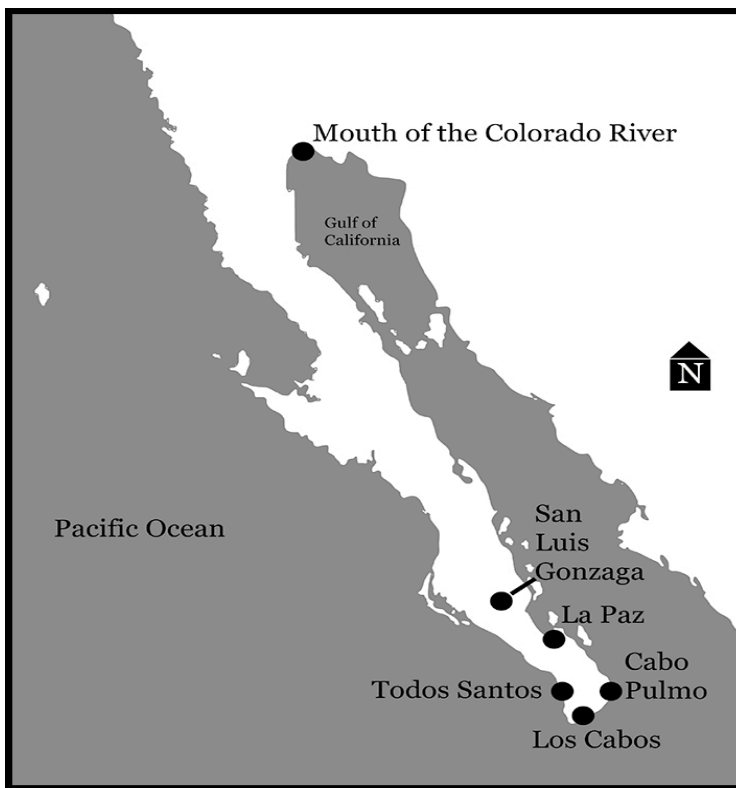 Mouth of the Colorado River
Gulf of
California
N
Pacific Ocean
San
Luis
Gonzaga
La Paz
Cabo
Pulmo
Todos Santos
Los Cabos